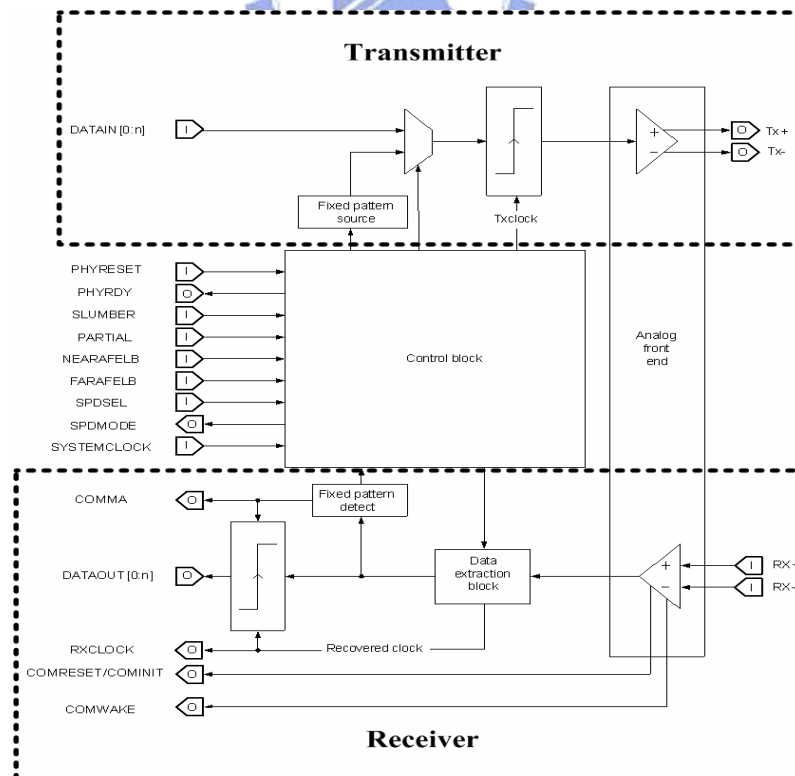 Transmitter
DATAIN [0:n]
I
+
−
O
Tx+
O
Tx-
Fixed pattern
source
Txclock
PHYRESET
I
PHYRDY
O
SLUMBER
I
PARTIAL
I
NEARAFELB
I
FARAFELB
I
SPDSEL
I
SPDMODE
O
SYSTEMCLOCK
I
Control block
Analog
front
end
COMMA
O
Fixed pattern
detect
DATAOUT [0:n]
O
Data
extraction
block
+
−
I
RX-
I
RX-
RXCLOCK
O
Recovered clock
COMRESET/COMINIT
O
COMWAKE
O
Receiver